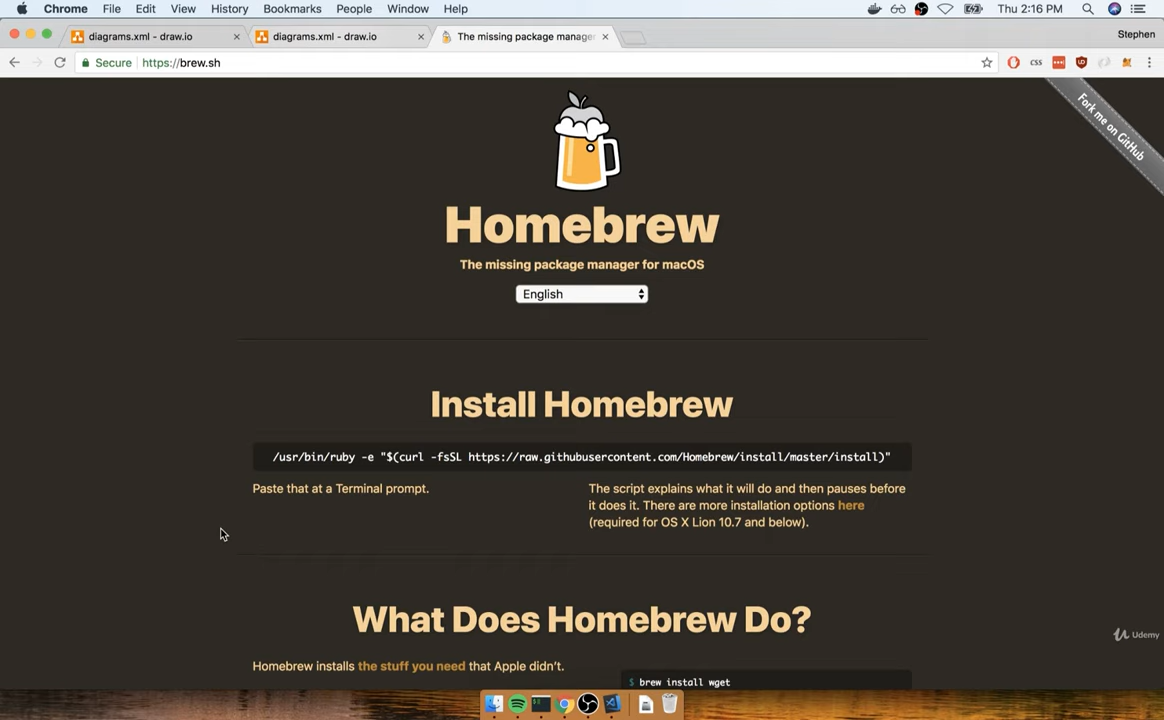 Chrome File Edit View History Bookmarks People Window Help Thu 2:16 PM
diagrams.xml - draw.io diagrams.xml - draw.io The missing package manager Stephen
Secure https://brew.sh CSS
Fork me on GitHub
Homebrew
The missing package manager for macOS
English
Install Homebrew
/usr/bin/ruby -e "$(curl -fsSL https://raw.githubusercontent.com/Homebrew/install/master/install)"
Paste that at a Terminal prompt.
The script explains what it will do and then pauses before
it does it. There are more installation options here
(required for OS X Lion 10.7 and below).
What Does Homebrew Do?
Udemy
Homebrew installs the stuff you need that Apple didn't.
$ brew install wget